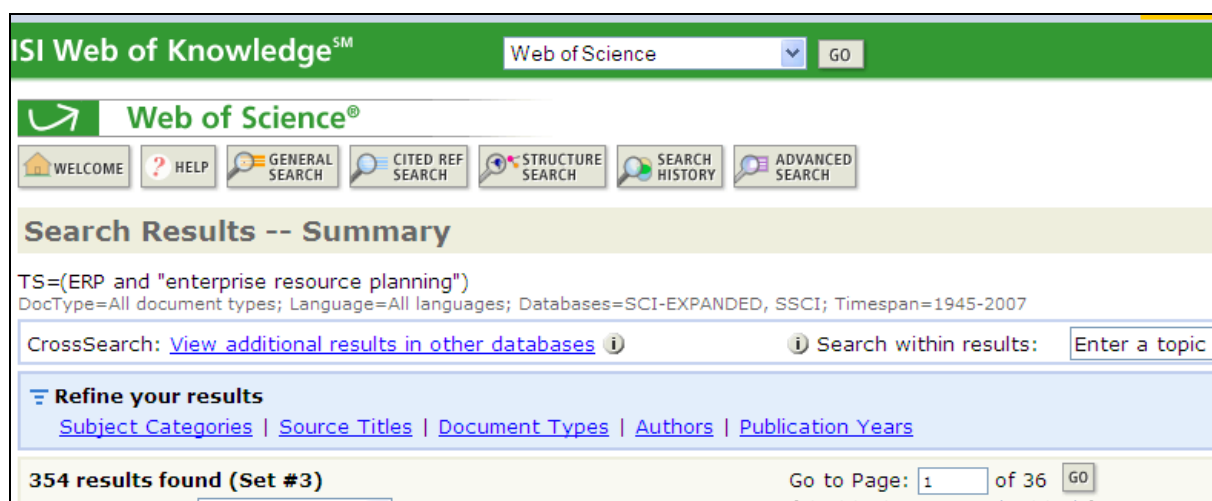 ISI Web of Knowledge℠ Web of Science GO
Web of Science®
WELCOME ? HELP GENERAL SEARCH CITED REF SEARCH STRUCTURE SEARCH SEARCH HISTORY ADVANCED SEARCH
Search Results -- Summary
TS=(ERP and "enterprise resource planning")
DocType=All document types; Language=All languages; Databases=SCI-EXPANDED, SSCI; Timespan=1945-2007
CrossSearch: View additional results in other databases i i Search within results: Enter a topic
Refine your results
Subject Categories | Source Titles | Document Types | Authors | Publication Years
354 results found (Set #3) Go to Page: 1 of 36 GO